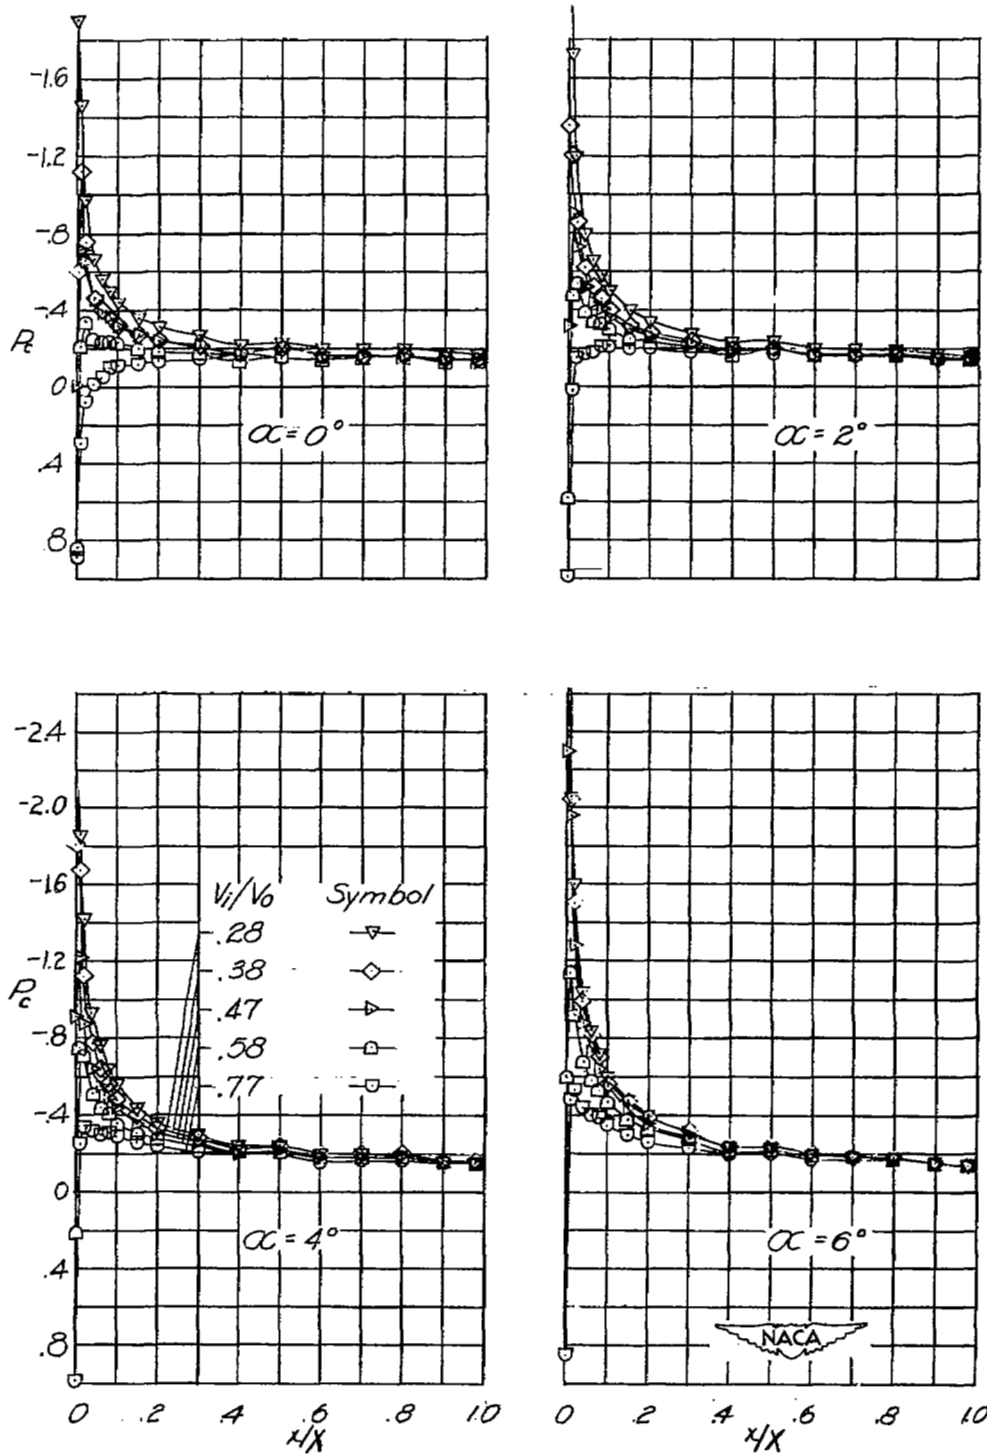 -1.6
-1.2
-.8
-.4
Pc
0
.4
.8
α = 0°
α = 2°
-2.4
-2.0
-1.6
-1.2
Pc
-.8
-.4
0
.4
.8
Vi/Vo Symbol
.28
.38
.47
.58
.77
α = 4°
α = 6°
NACA
0 .2 .4 .6 .8 1.0
x/X
0 .2 .4 .6 .8 1.0
x/X